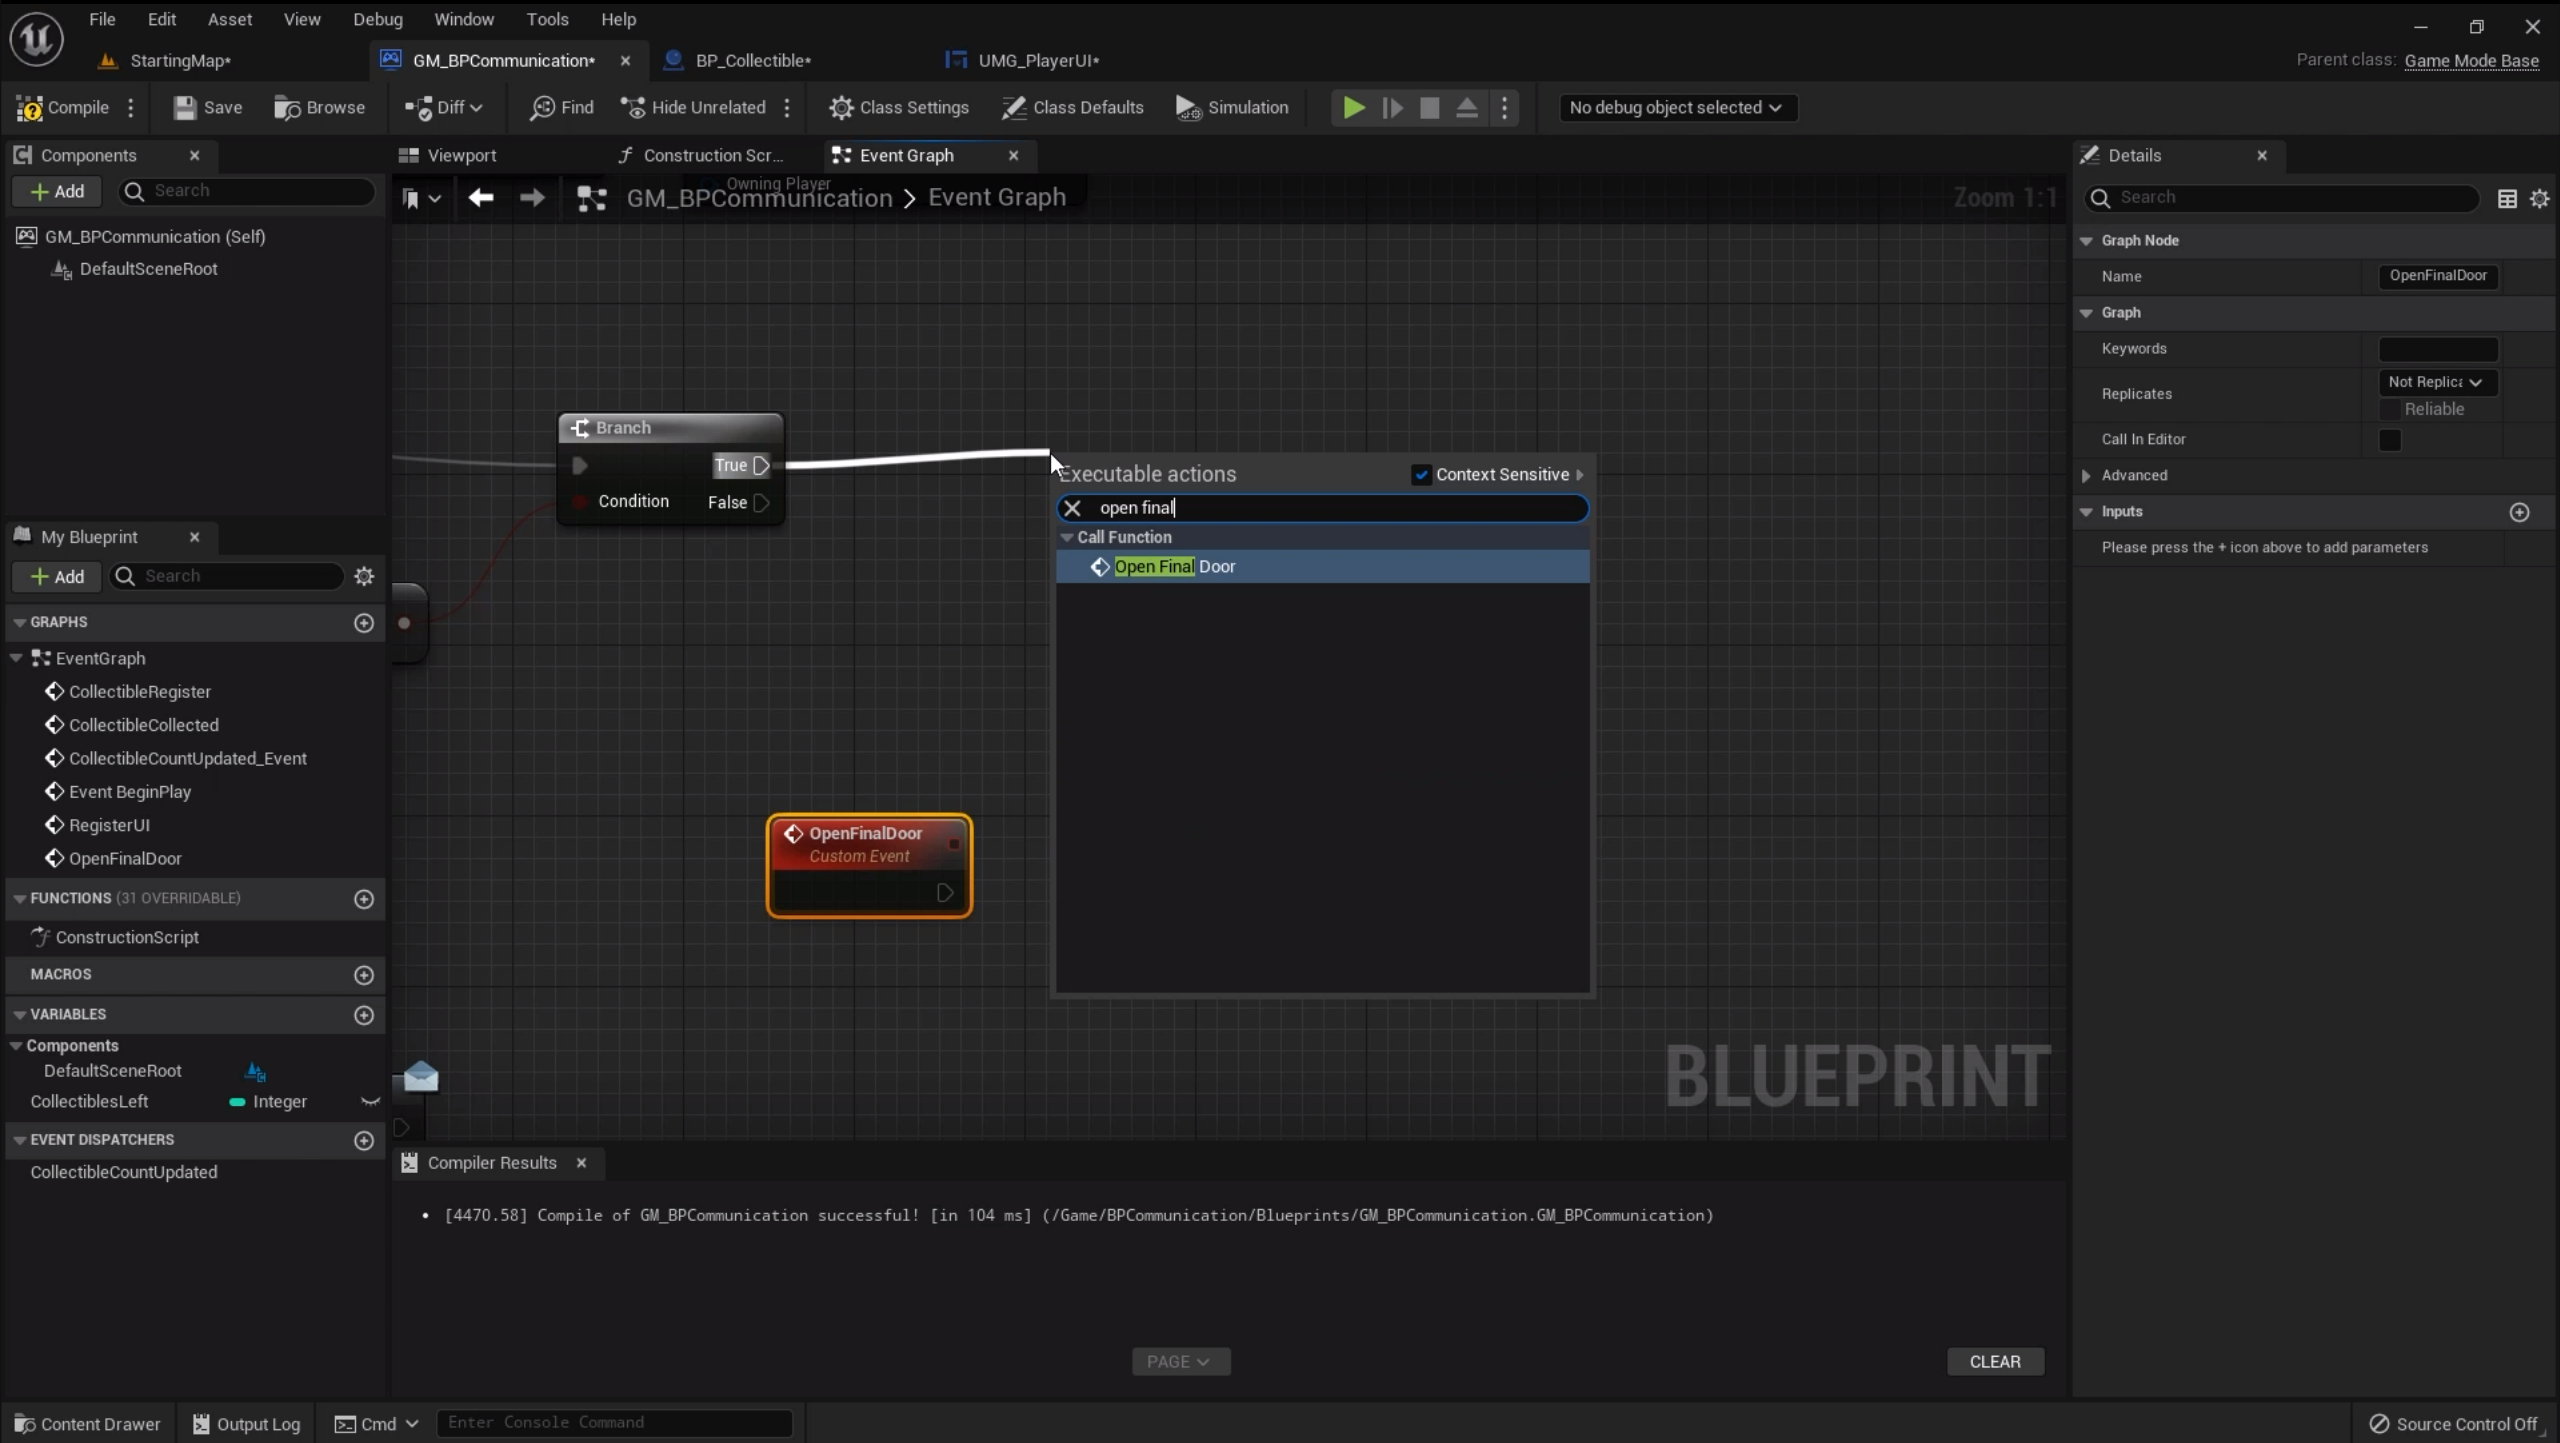 File Edit Asset View Debug Window Tools Help
StartingMap* GM_BPCommunication* BP_Collectible* UMG_PlayerUI* Parent class: Game Mode Base
Compile Save Browse Diff Find Hide Unrelated Class Settings Class Defaults Simulation No debug object selected
Components
Add Search
GM_BPCommunication (Self)
DefaultSceneRoot
My Blueprint
Add Search
GRAPHS
EventGraph
CollectibleRegister
CollectibleCollected
CollectibleCountUpdated_Event
Event BeginPlay
RegisterUI
OpenFinalDoor
FUNCTIONS (31 OVERRIDABLE)
ConstructionScript
MACROS
VARIABLES
Components
DefaultSceneRoot
CollectiblesLeft Integer
EVENT DISPATCHERS
CollectibleCountUpdated
Viewport Construction Scr... Event Graph
Owning Player
GM_BPCommunication > Event Graph Zoom 1:1
Branch
True
Condition False
Executable actions Context Sensitive
open final
Call Function
Open Final Door
OpenFinalDoor
Custom Event
BLUEPRINT
Compiler Results
• [4470.58] Compile of GM_BPCommunication successful! [in 104 ms] (/Game/BPCommunication/Blueprints/GM_BPCommunication.GM_BPCommunication)
PAGE CLEAR
Details
Search
Graph Node
Name OpenFinalDoor
Graph
Keywords
Replicates Not Replic
Reliable
Call In Editor
Advanced
Inputs
Please press the + icon above to add parameters
Content Drawer Output Log Cmd Enter Console Command Source Control Off